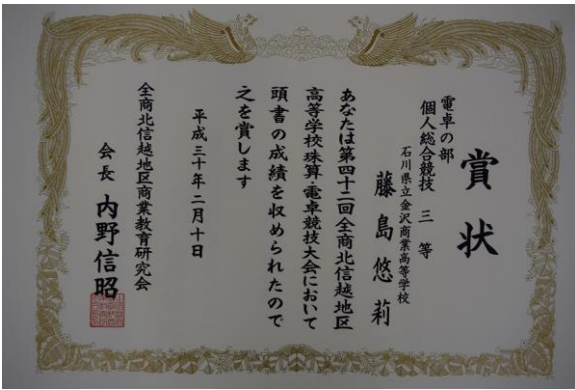 賞状
電卓の部
個人総合競技 三等
石川県立金沢商業高等学校
藤島悠莉
あなたは第四十二回全商北信越地区
高等学校珠算・電卓競技大会において
頭書の成績を収められたので
之を賞します
平成三十年二月十日
全商北信越地区商業教育研究会
会長 内野信昭